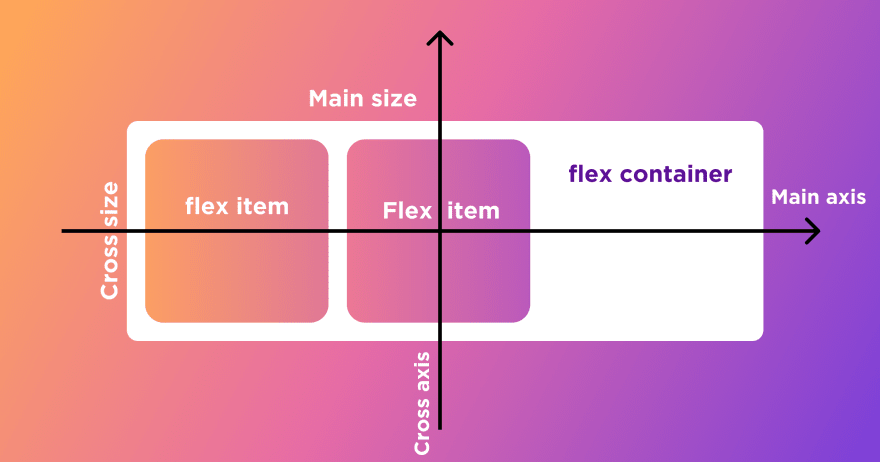 Main size
flex container
Main axis
flex item
Flex item
Cross size
Cross axis